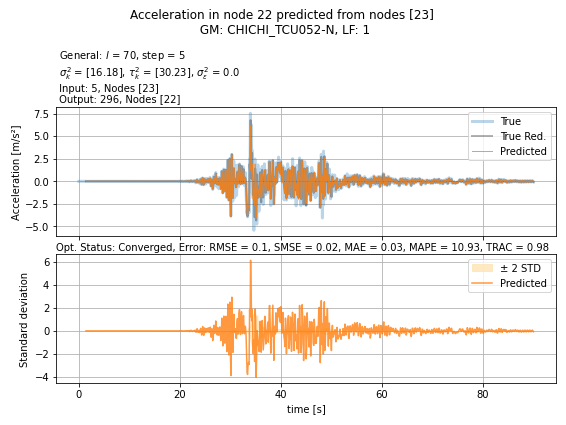 Acceleration in node 22 predicted from nodes [23]
GM: CHICHI_TCU052-N, LF: 1
General: l = 70, step = 5
σ²ₖ = [16.18], τ²ₖ = [30.23], σ²ε = 0.0
Input: 5, Nodes [23]
Output: 296, Nodes [22]
Acceleration [m/s²]
7.5
5.0
2.5
0.0
−2.5
−5.0
True
True Red.
Predicted
Opt. Status: Converged, Error: RMSE = 0.1, SMSE = 0.02, MAE = 0.03, MAPE = 10.93, TRAC = 0.98
Standard deviation
6
4
2
0
−2
−4
± 2 STD
Predicted
0 20 40 60 80
time [s]